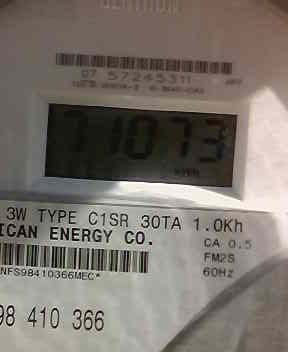 CENTRON
07 57245311
71073
3W TYPE C1SR 30TA 1.0Kh
ICAN ENERGY CO.
CA 0.5
FM2S
NFS98410366MEC*
60Hz
98 410 366